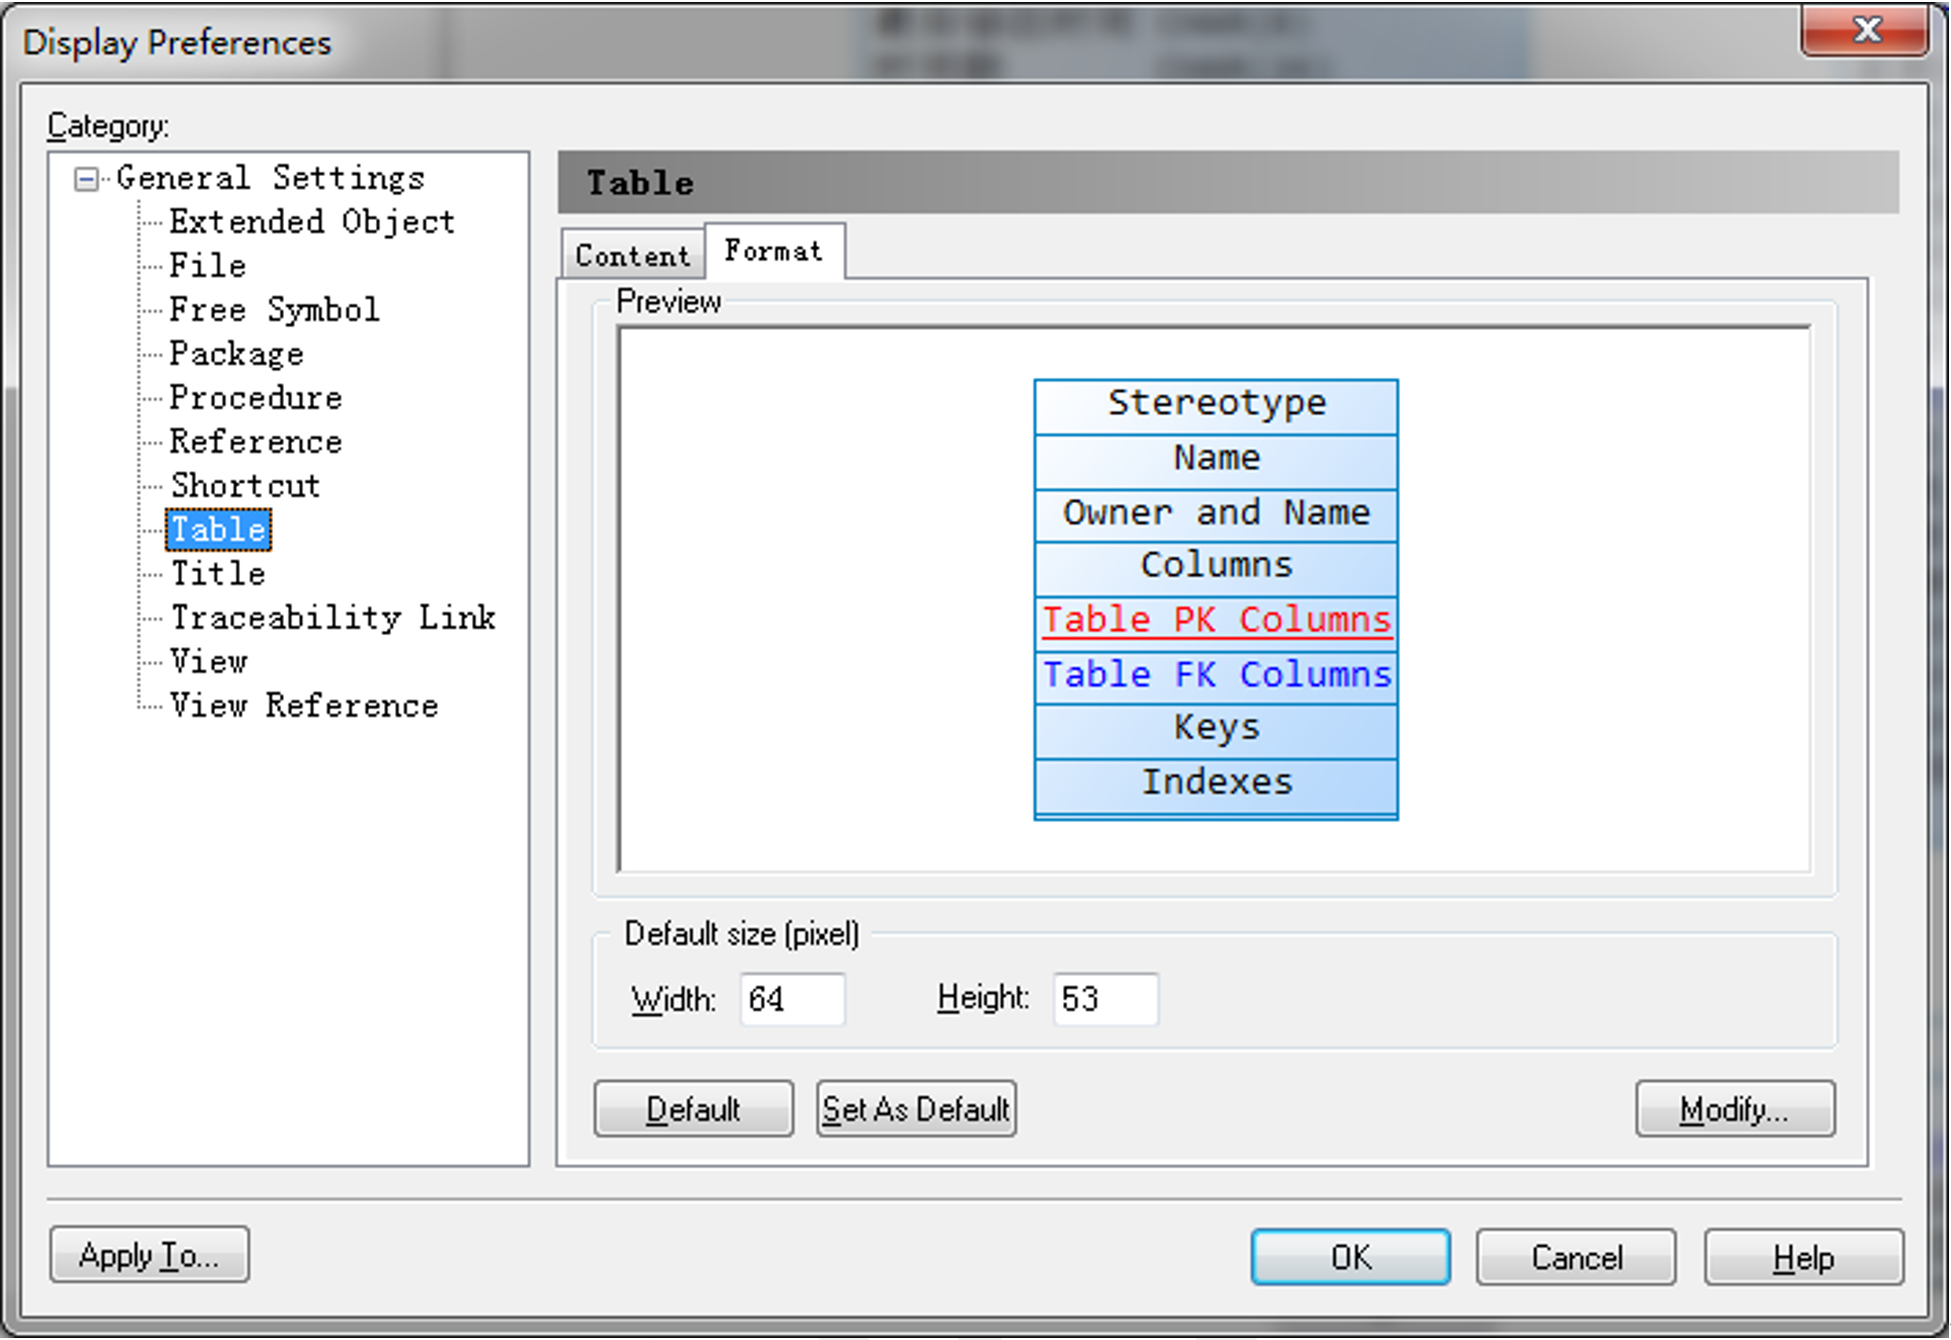 Display Preferences
Category:
General Settings
Extended Object
File
Free Symbol
Package
Procedure
Reference
Shortcut
Table
Title
Traceability Link
View
View Reference
Table
Content Format
Preview
Stereotype
Name
Owner and Name
Columns
Table PK Columns
Table FK Columns
Keys
Indexes
Default size (pixel)
Width: 64 Height: 53
Default Set As Default Modify...
Apply To... OK Cancel Help